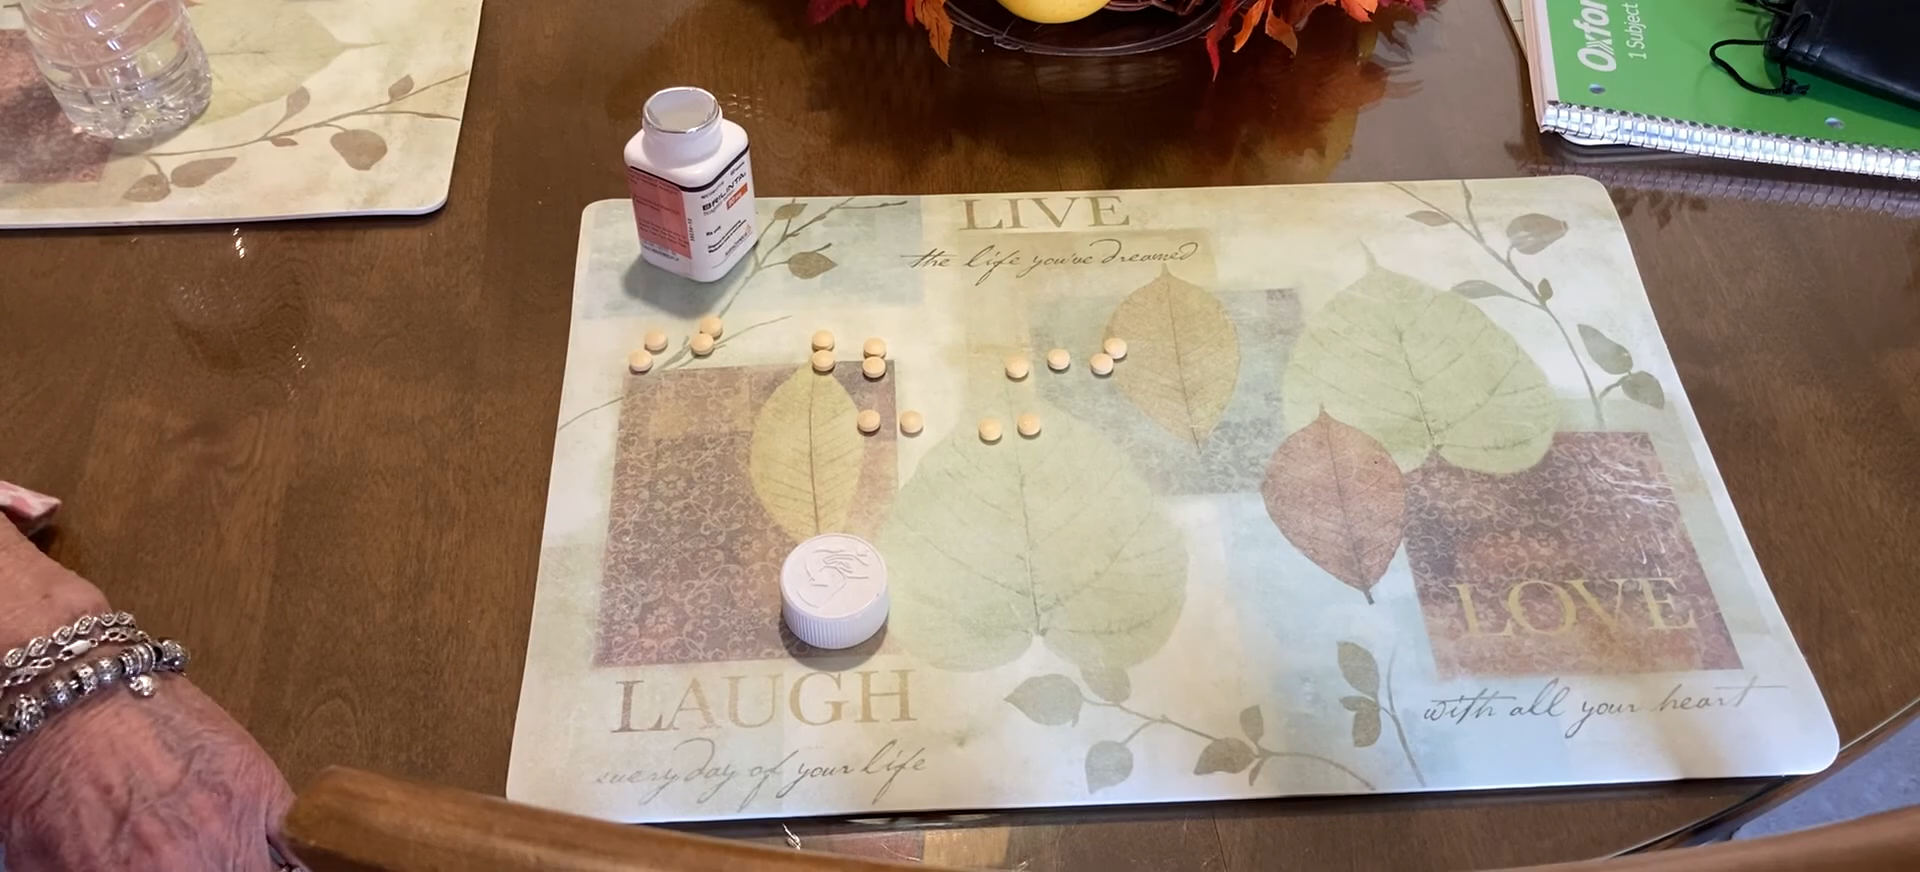 Oxfor
1 Subject
BRILINTA
LIVE
the life you've dreamed
LOVE
with all your heart
LAUGH
every day of your life